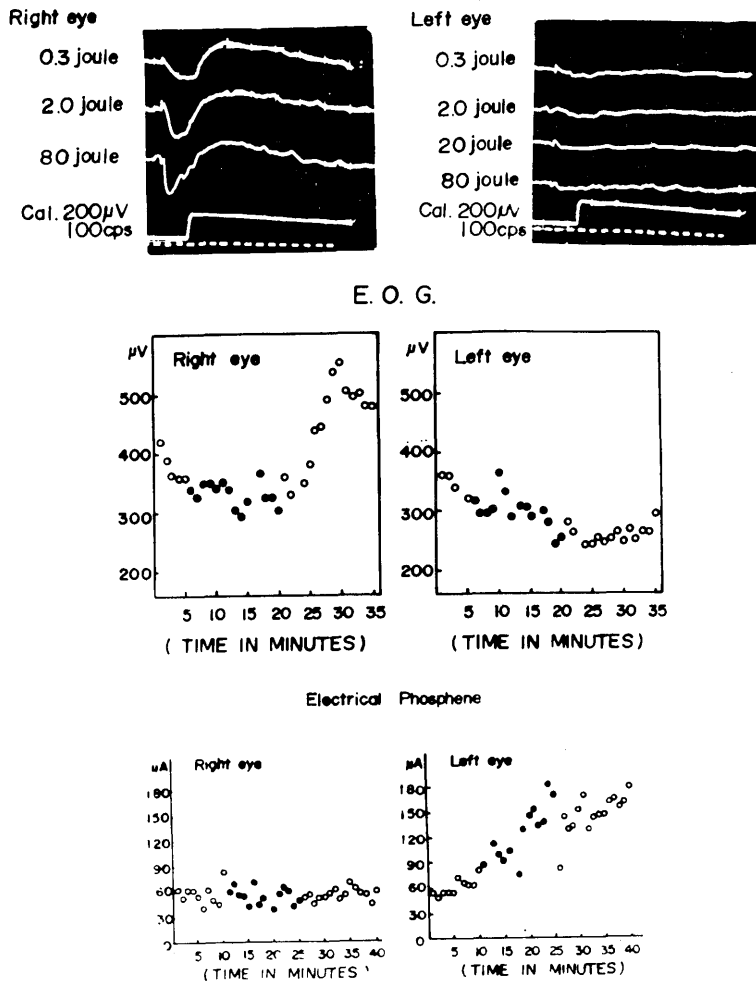 Right eye
0.3 joule
2.0 joule
80 joule
Cal. 200μV
100cps
Left eye
0.3 joule
2.0 joule
20 joule
80 joule
Cal. 200μV
100cps
E. O. G.
μV
Right eye
500
400
300
200
5 10 15 20 25 30 35
( TIME IN MINUTES )
μV
Left eye
500
400
300
200
5 10 15 20 25 30 35
( TIME IN MINUTES )
Electrical Phosphene
μA
Right eye
180
150
120
90
60
30
0
5 10 15 20 25 30 35 40
(TIME IN MINUTES )
μA
Left eye
180
150
120
90
60
30
0
5 10 15 20 25 30 35 40
(TIME IN MINUTES)